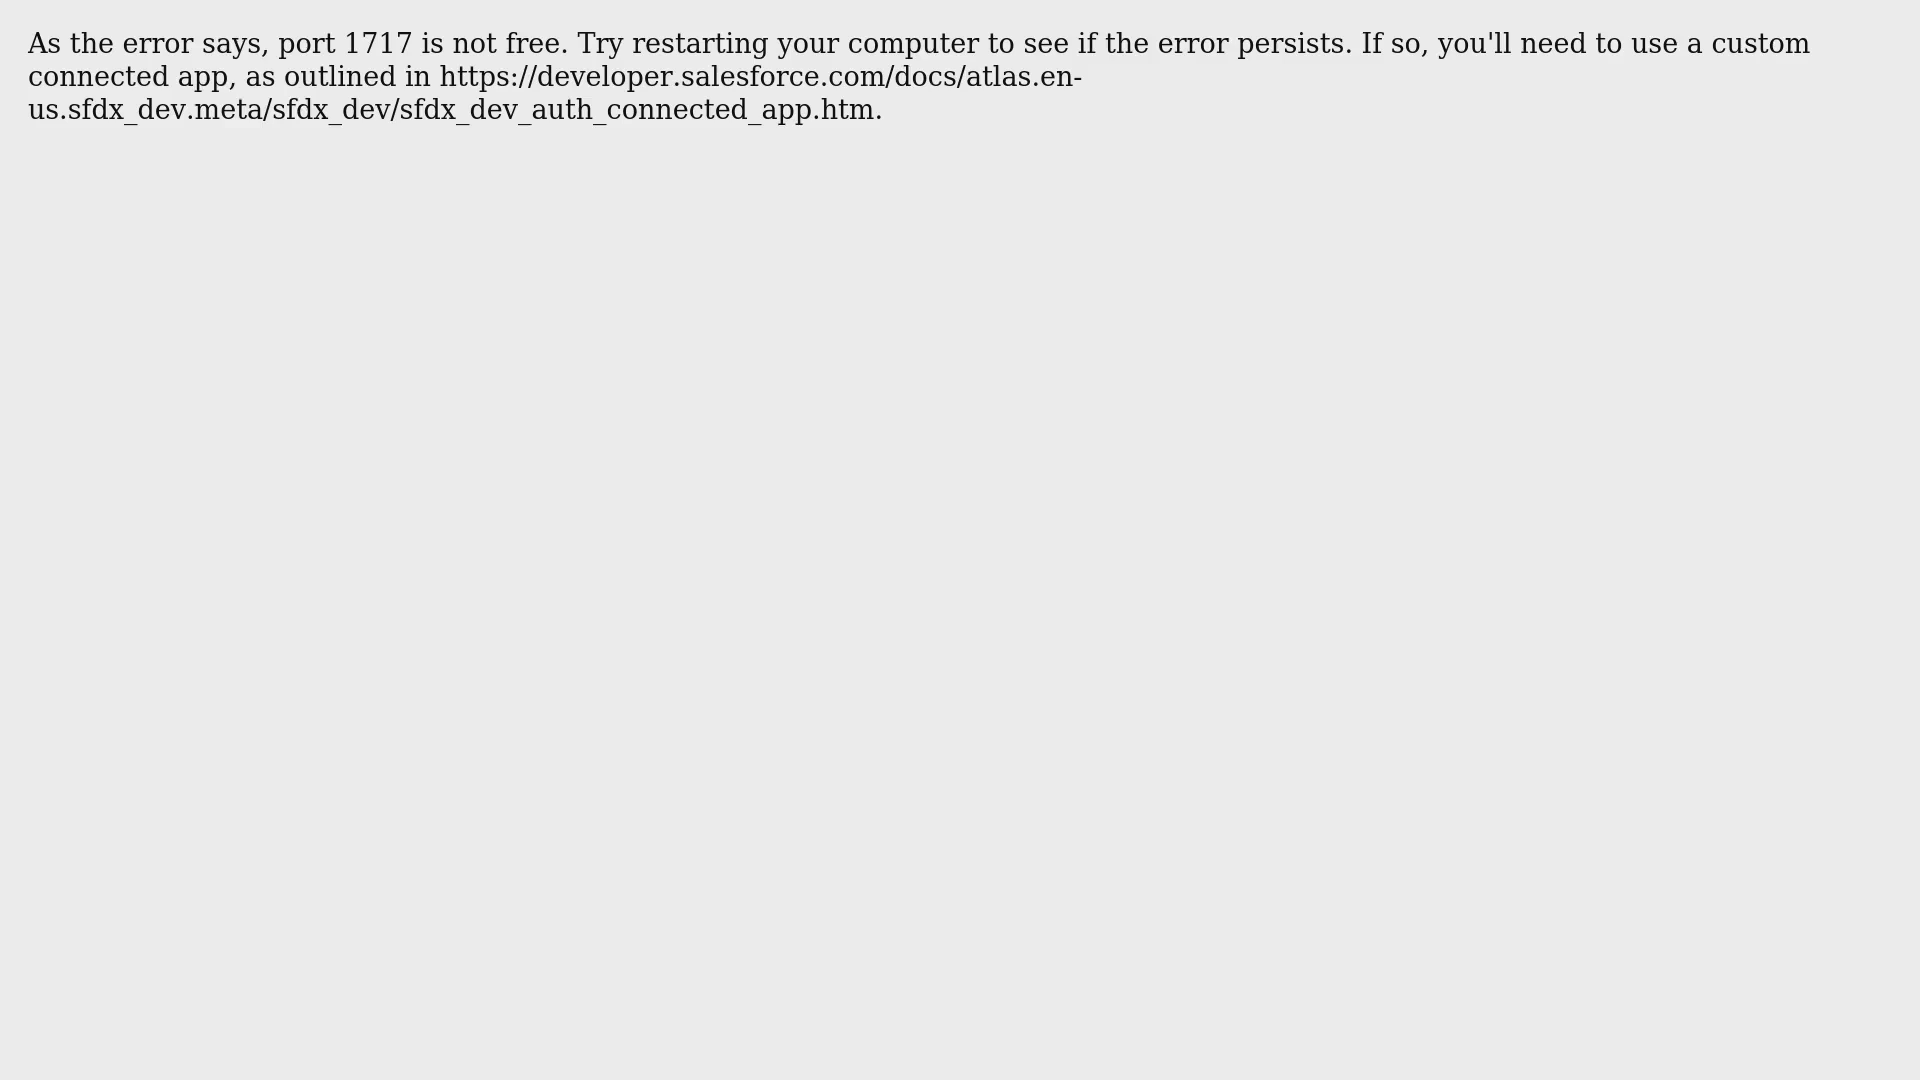 As the error says, port 1717 is not free. Try restarting your computer to see if the error persists. If so, you'll need to use a custom
connected app, as outlined in https://developer.salesforce.com/docs/atlas.en-
us.sfdx_dev.meta/sfdx_dev/sfdx_dev_auth_connected_app.htm.